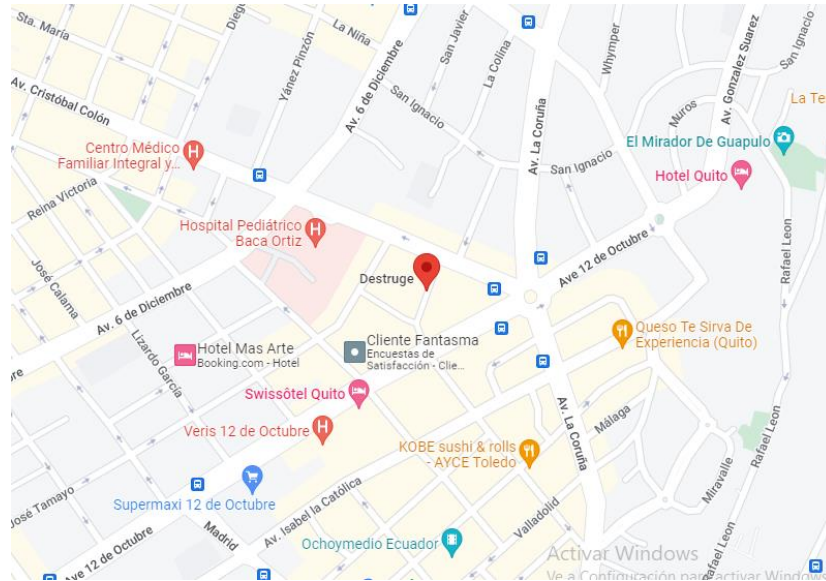 Sta. María
Diego
La Niña
Yánez Pinzón
San Javier
La Colina
Whymper
San Ignacio
Av. Gonzalez Suarez
Av. 6 de Diciembre
Av. La Coruña
San Ignacio
Muros
La Te
Av. Cristóbal Colón
Centro Médico
Familiar Integral y...
El Mirador De Guapulo
San Ignacio
Hotel Quito
Reina Victoria
Hospital Pediátrico
Baca Ortiz
Rafael Leon
José Calama
Destruge
Ave 12 de Octubre
Av. 6 de Diciembre
Lizardo García
Hotel Mas Arte
Booking.com - Hotel
Cliente Fantasma
Encuestas de
Satisfacción - Clie...
Queso Te Sirva De
Experiencia (Quito)
Swissôtel Quito
Av. La Coruña
Málaga
Veris 12 de Octubre
KOBE sushi & rolls
- AYCE Toledo
Rafael Leon
Miravalle
José Tamayo
Supermaxi 12 de Octubre
Av. Isabel la Católica
Valladolid
Madrid
Ochoymedio Ecuador
Rafael Leon
Ave 12 de Octubre
Activar Windows
Ve a Configuración para activar Windows